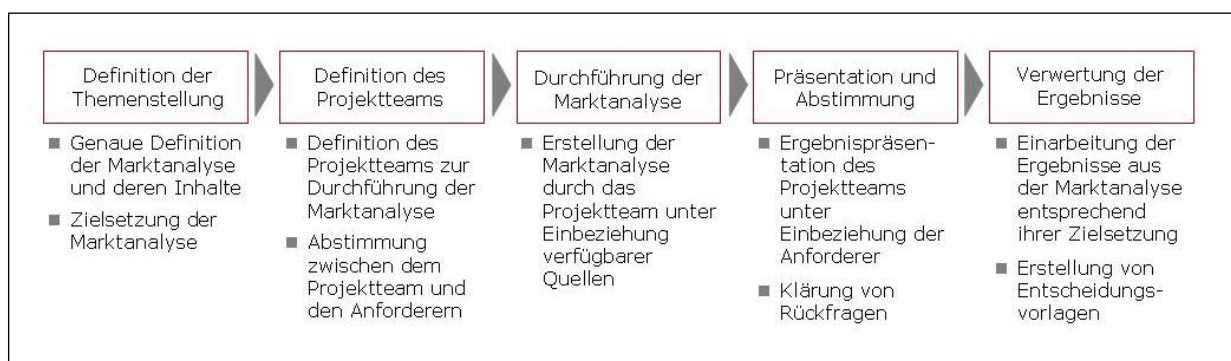 Definition der
Themenstellung
Genaue Definition
der Marktanalyse
und deren Inhalte
Zielsetzung der
Marktanalyse
Definition des
Projektteams
Definition des
Projektteams zur
Durchführung der
Marktanalyse
Abstimmung
zwischen dem
Projektteam und
den Anforderern
Durchführung der
Marktanalyse
Erstellung der
Marktanalyse
durch das
Projektteam unter
Einbeziehung
verfügbarer
Quellen
Präsentation und
Abstimmung
Ergebnispräsen-
tation des
Projektteams
unter
Einbeziehung der
Anforderer
Klärung von
Rückfragen
Verwertung der
Ergebnisse
Einarbeitung der
Ergebnisse aus
der Marktanalyse
entsprechend
ihrer Zielsetzung
Erstellung von
Entscheidungs-
vorlagen